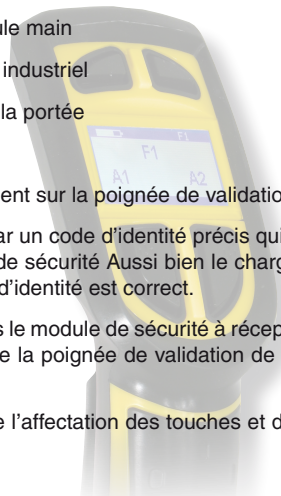 ule main
industriel
la portée
F1
F1
A1 A2
ent sur la poignée de validatio
ar un code d'identité précis qui
de sécurité Aussi bien le charg
d'identité est correct.
s le module de sécurité à récept
e la poignée de validation de
e l'affectation des touches et d